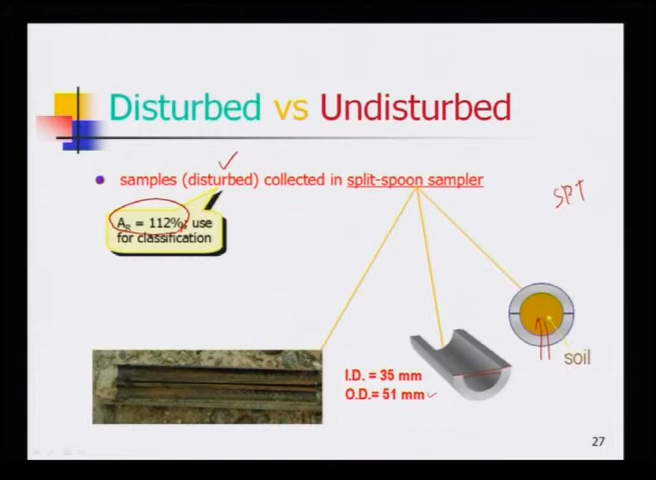 Disturbed vs Undisturbed
samples (disturbed) collected in split-spoon sampler
SPT
A_R = 112%; use
for classification
soil
I.D. = 35 mm
O.D.= 51 mm
27